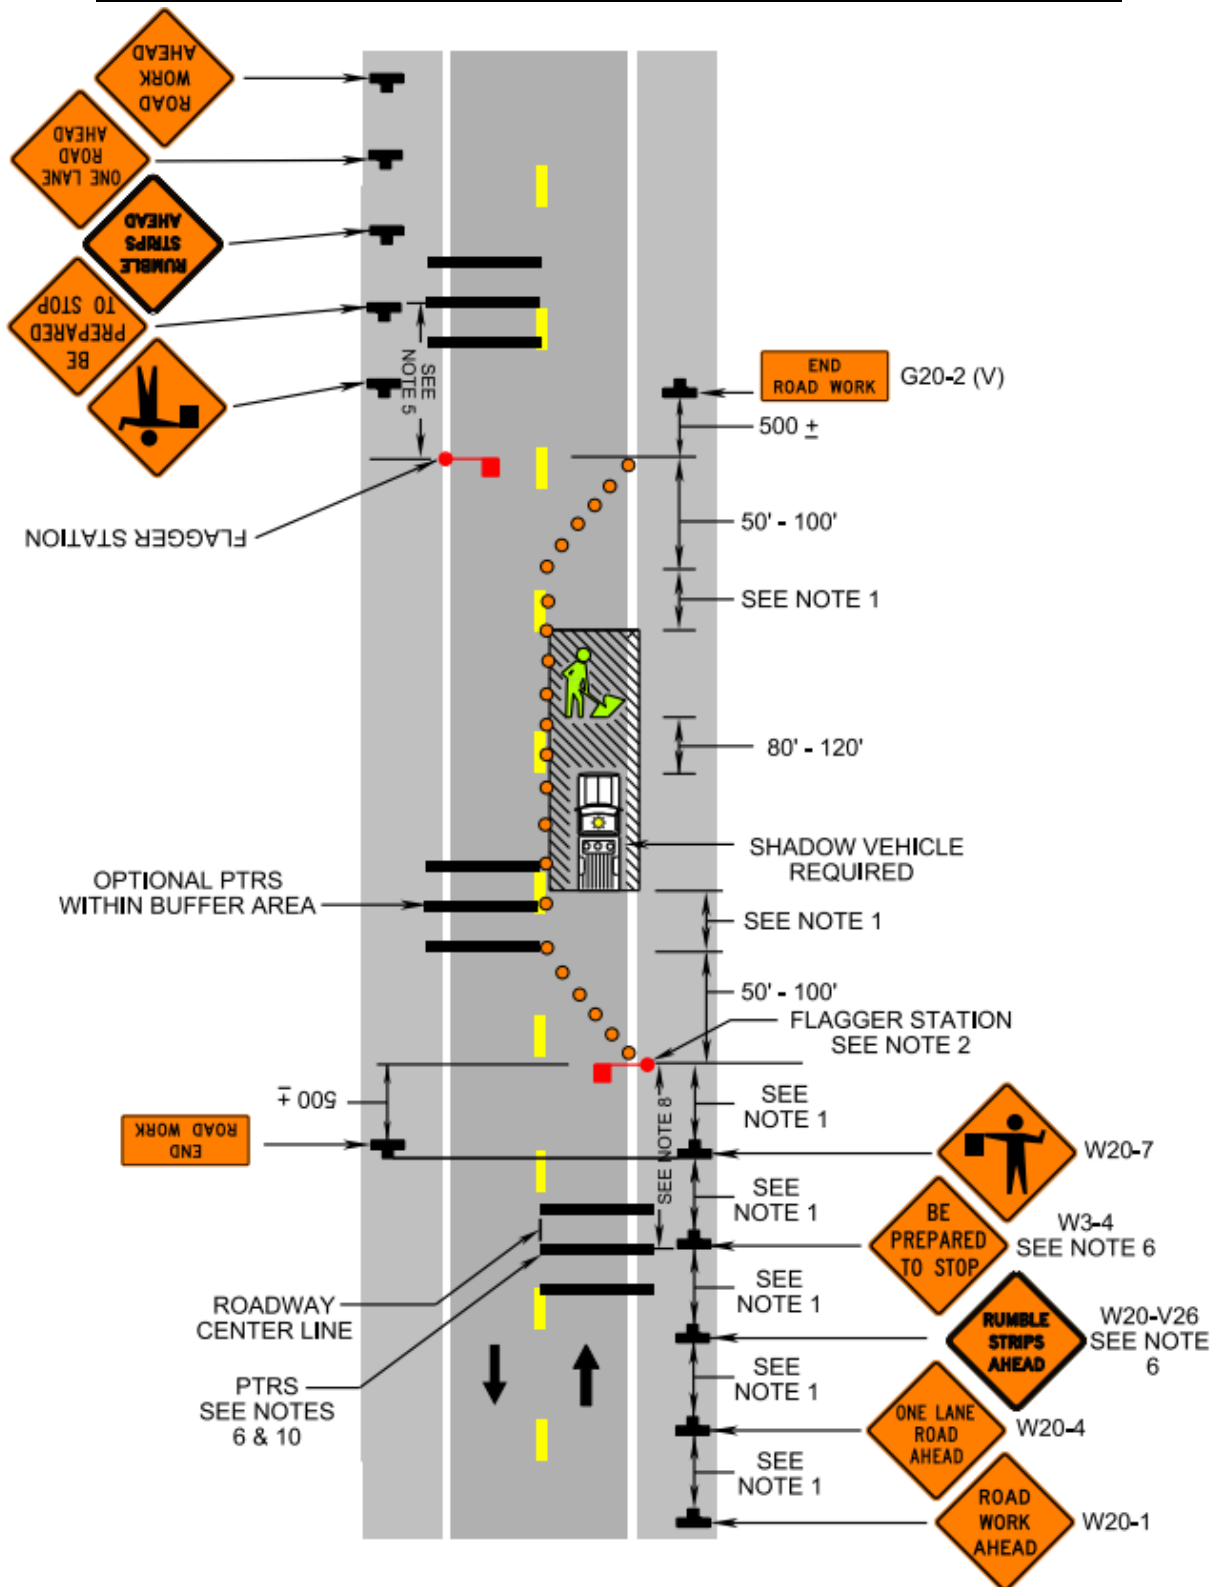 ROAD
WORK
AHEAD
ONE LANE
ROAD
AHEAD
RUMBLE
STRIPS
AHEAD
BE
PREPARED
TO STOP
SEE
NOTE 5
FLAGGER STATION
END
ROAD WORK
G20-2 (V)
500 ±
50' - 100'
SEE NOTE 1
80' - 120'
SHADOW VEHICLE
REQUIRED
OPTIONAL PTRS
WITHIN BUFFER AREA
SEE NOTE 1
50' - 100'
FLAGGER STATION
SEE NOTE 2
500 ±
END
ROAD WORK
SEE NOTE 8
SEE
NOTE 1
W20-7
SEE
NOTE 1
BE
PREPARED
TO STOP
W3-4
SEE NOTE 6
ROADWAY
CENTER LINE
SEE
NOTE 1
RUMBLE
STRIPS
AHEAD
W20-V26
SEE NOTE
6
PTRS
SEE NOTES
6 & 10
SEE
NOTE 1
ONE LANE
ROAD
AHEAD
W20-4
SEE
NOTE 1
ROAD
WORK
AHEAD
W20-1